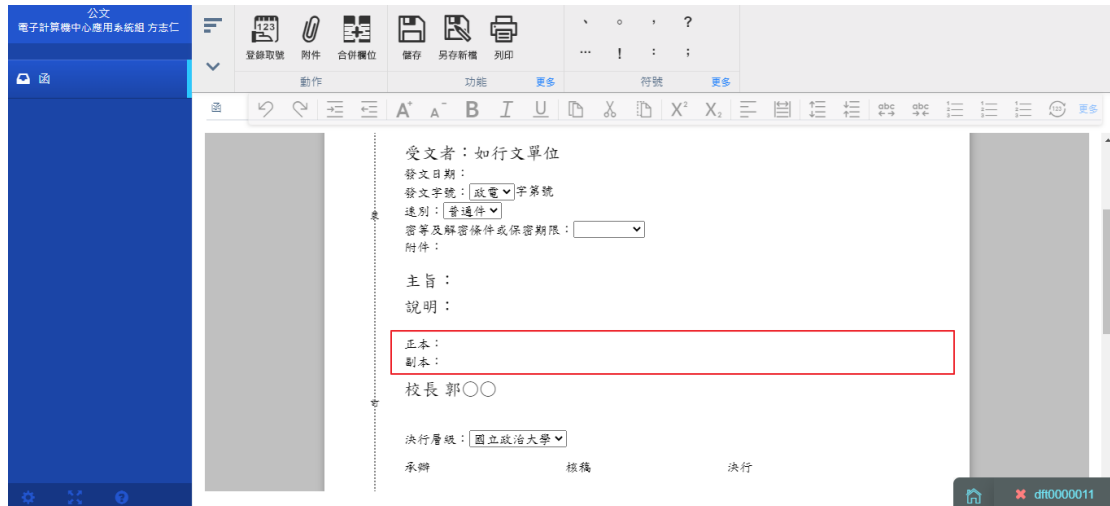 公文
電子計算機中心應用系統組 方志仁
函
登錄取號 附件 合併欄位
動作
儲存 另存新檔 列印
功能 更多
、 。 , ?
… ! : ;
符號 更多
函
A+ A- B I U X² X₂ abc abc 更多
受文者：如行文單位
發文日期：
發文字號：政電字第號
速別：普通件
密等及解密條件或保密期限：
附件：
主旨：
說明：
正本：
副本：
校長 郭○○
決行層級：國立政治大學
承辦 核稿 決行
dft0000011